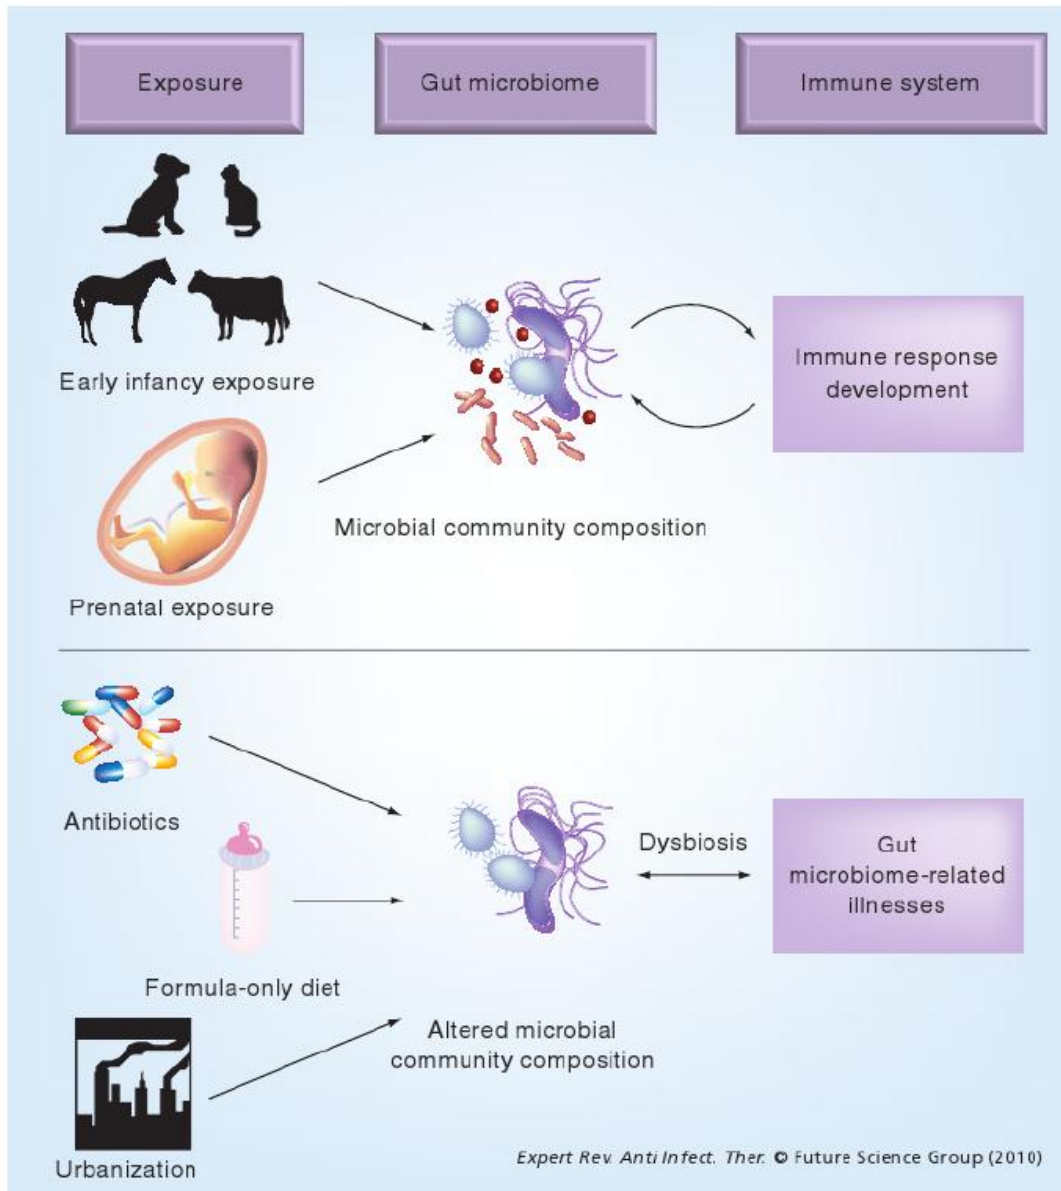 Exposure
Gut microbiome
Immune system
Early infancy exposure
Immune response
development
Microbial community composition
Prenatal exposure
Antibiotics
Dysbiosis
Gut
microbiome-related
illnesses
Formula-only diet
Altered microbial
community composition
Urbanization
Expert Rev. Anti Infect. Ther. © Future Science Group (2010)